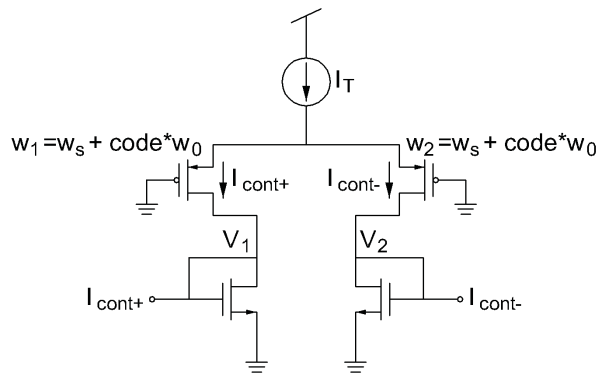 I_T
w_1=w_s + code*w_0
w_2=w_s + code*w_0
I_cont+
I_cont-
V_1
V_2
I_cont+
I_cont-